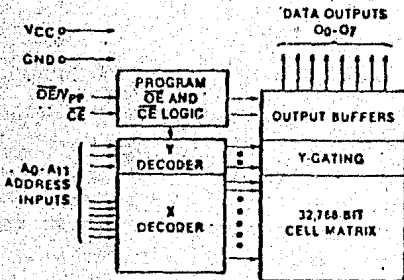 DATA OUTPUTS
O0-O7
VCC
GND
OE/VPP
CE
PROGRAM
OE AND
CE LOGIC
OUTPUT BUFFERS
Y
DECODER
Y-GATING
A0-A11
ADDRESS
INPUTS
X
DECODER
32,768-BIT
CELL MATRIX